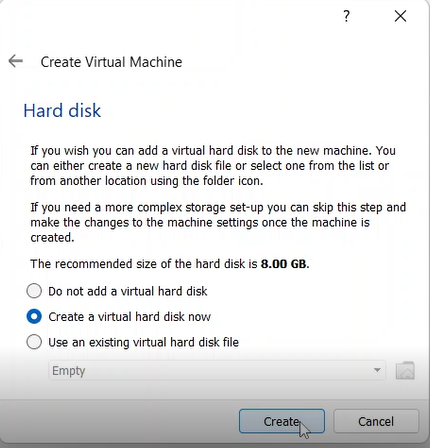 ?
Create Virtual Machine
Hard disk
If you wish you can add a virtual hard disk to the new machine. You
can either create a new hard disk file or select one from the list or
from another location using the folder icon.
If you need a more complex storage set-up you can skip this step and
make the changes to the machine settings once the machine is
created.
The recommended size of the hard disk is 8.00 GB.
Do not add a virtual hard disk
Create a virtual hard disk now
Use an existing virtual hard disk file
Empty
Create Cancel